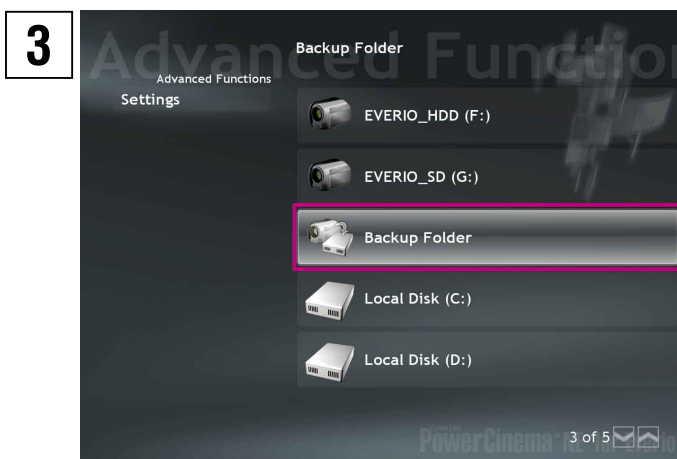 3
Advanced Function
Backup Folder
Advanced Functions
Settings
EVERIO_HDD (F:)
EVERIO_SD (G:)
Backup Folder
Local Disk (C:)
Local Disk (D:)
PowerCinema
3 of 5